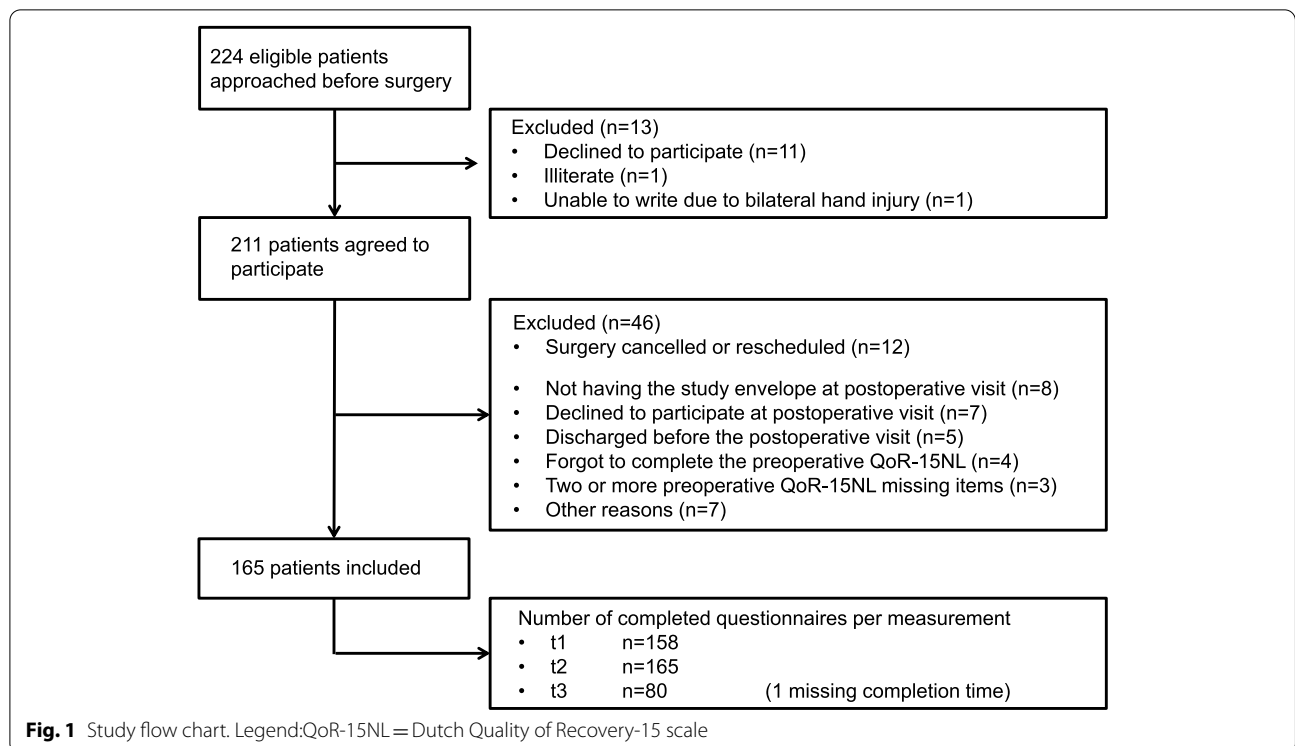 224 eligible patients
approached before surgery
Excluded (n=13)
• Declined to participate (n=11)
• Illiterate (n=1)
• Unable to write due to bilateral hand injury (n=1)
211 patients agreed to
participate
Excluded (n=46)
• Surgery cancelled or rescheduled (n=12)
• Not having the study envelope at postoperative visit (n=8)
• Declined to participate at postoperative visit (n=7)
• Discharged before the postoperative visit (n=5)
• Forgot to complete the preoperative QoR-15NL (n=4)
• Two or more preoperative QoR-15NL missing items (n=3)
• Other reasons (n=7)
165 patients included
Number of completed questionnaires per measurement
• t1 n=158
• t2 n=165
• t3 n=80 (1 missing completion time)
Fig. 1 Study flow chart. Legend:QoR-15NL = Dutch Quality of Recovery-15 scale